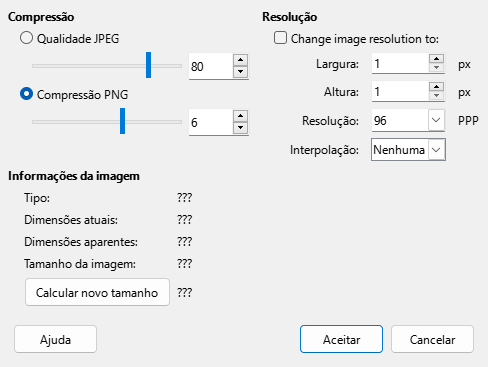 Compressão
Qualidade JPEG
80
Compressão PNG
6
Resolução
Change image resolution to:
Largura: 1 px
Altura: 1 px
Resolução: 96 PPP
Interpolação: Nenhuma
Informações da imagem
Tipo: ???
Dimensões atuais: ???
Dimensões aparentes: ???
Tamanho da imagem: ???
Calcular novo tamanho ???
Ajuda Aceitar Cancelar